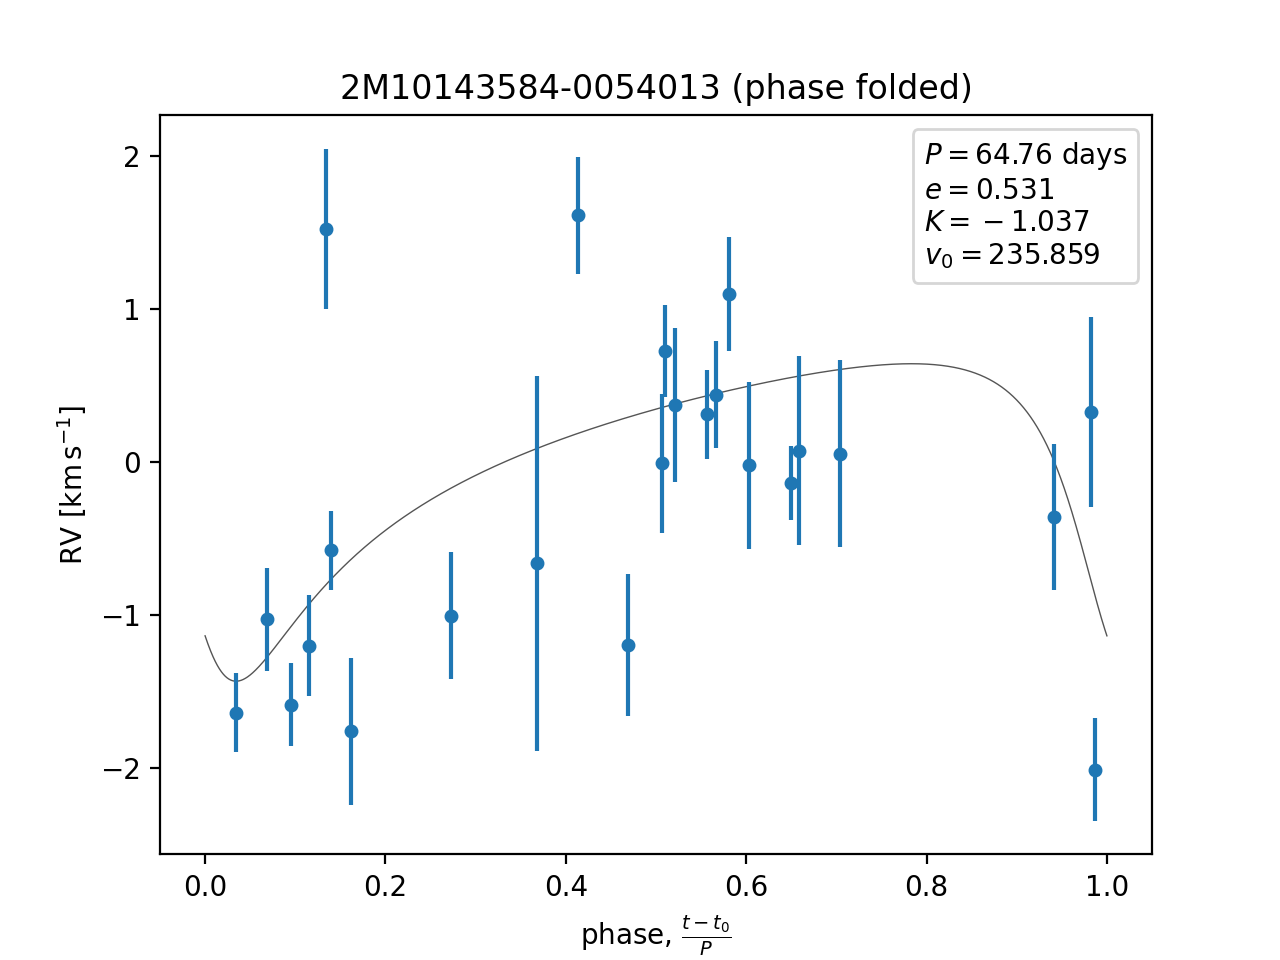 2M10143584-0054013 (phase folded)
P = 64.76 days
e = 0.531
K = −1.037
v₀ = 235.859
2
1
0
−1
−2
RV [km s⁻¹]
0.0 0.2 0.4 0.6 0.8 1.0
phase, (t − t₀)/P